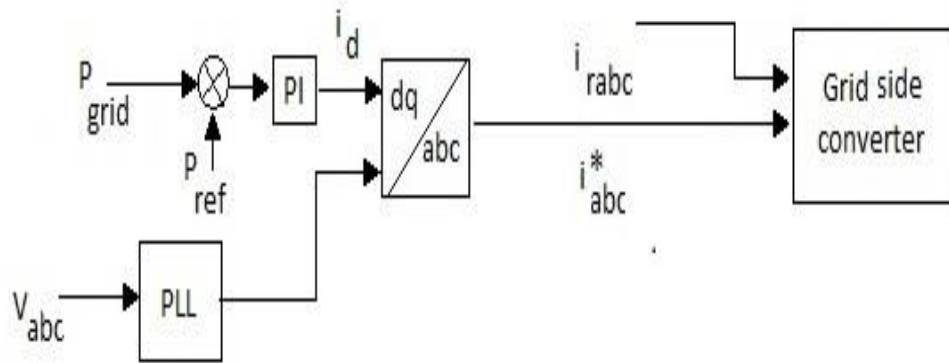 i d
P grid
PI
dq
abc
i rabc
Grid side
converter
P ref
i* abc
V abc
PLL